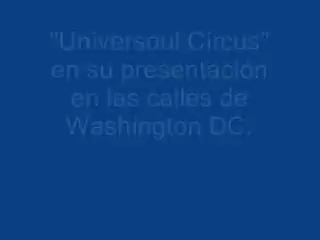 "Universoul Circus"
en su presentación
en las calles de
Washington DC.